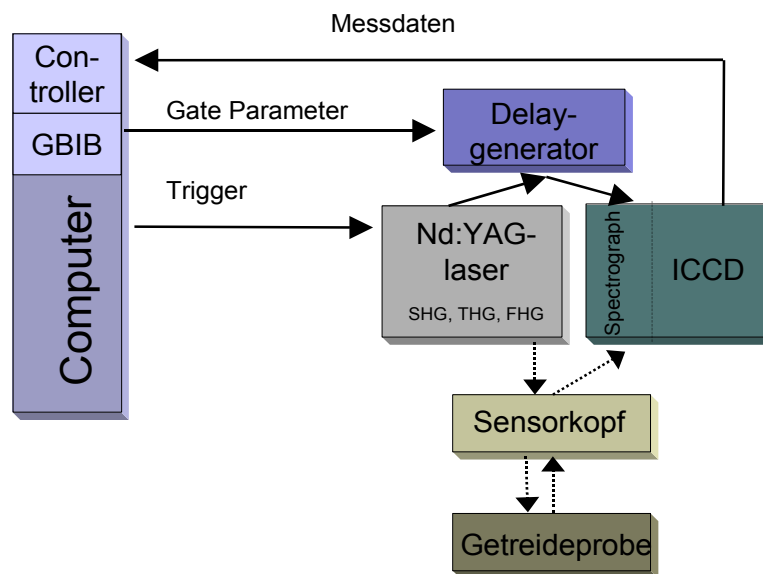 Messdaten
Con-
troller
Gate Parameter
GBIB
Delay-
generator
Trigger
Computer
Nd:YAG-
laser
SHG, THG, FHG
Spectrograph
ICCD
Sensorkopf
Getreideprobe